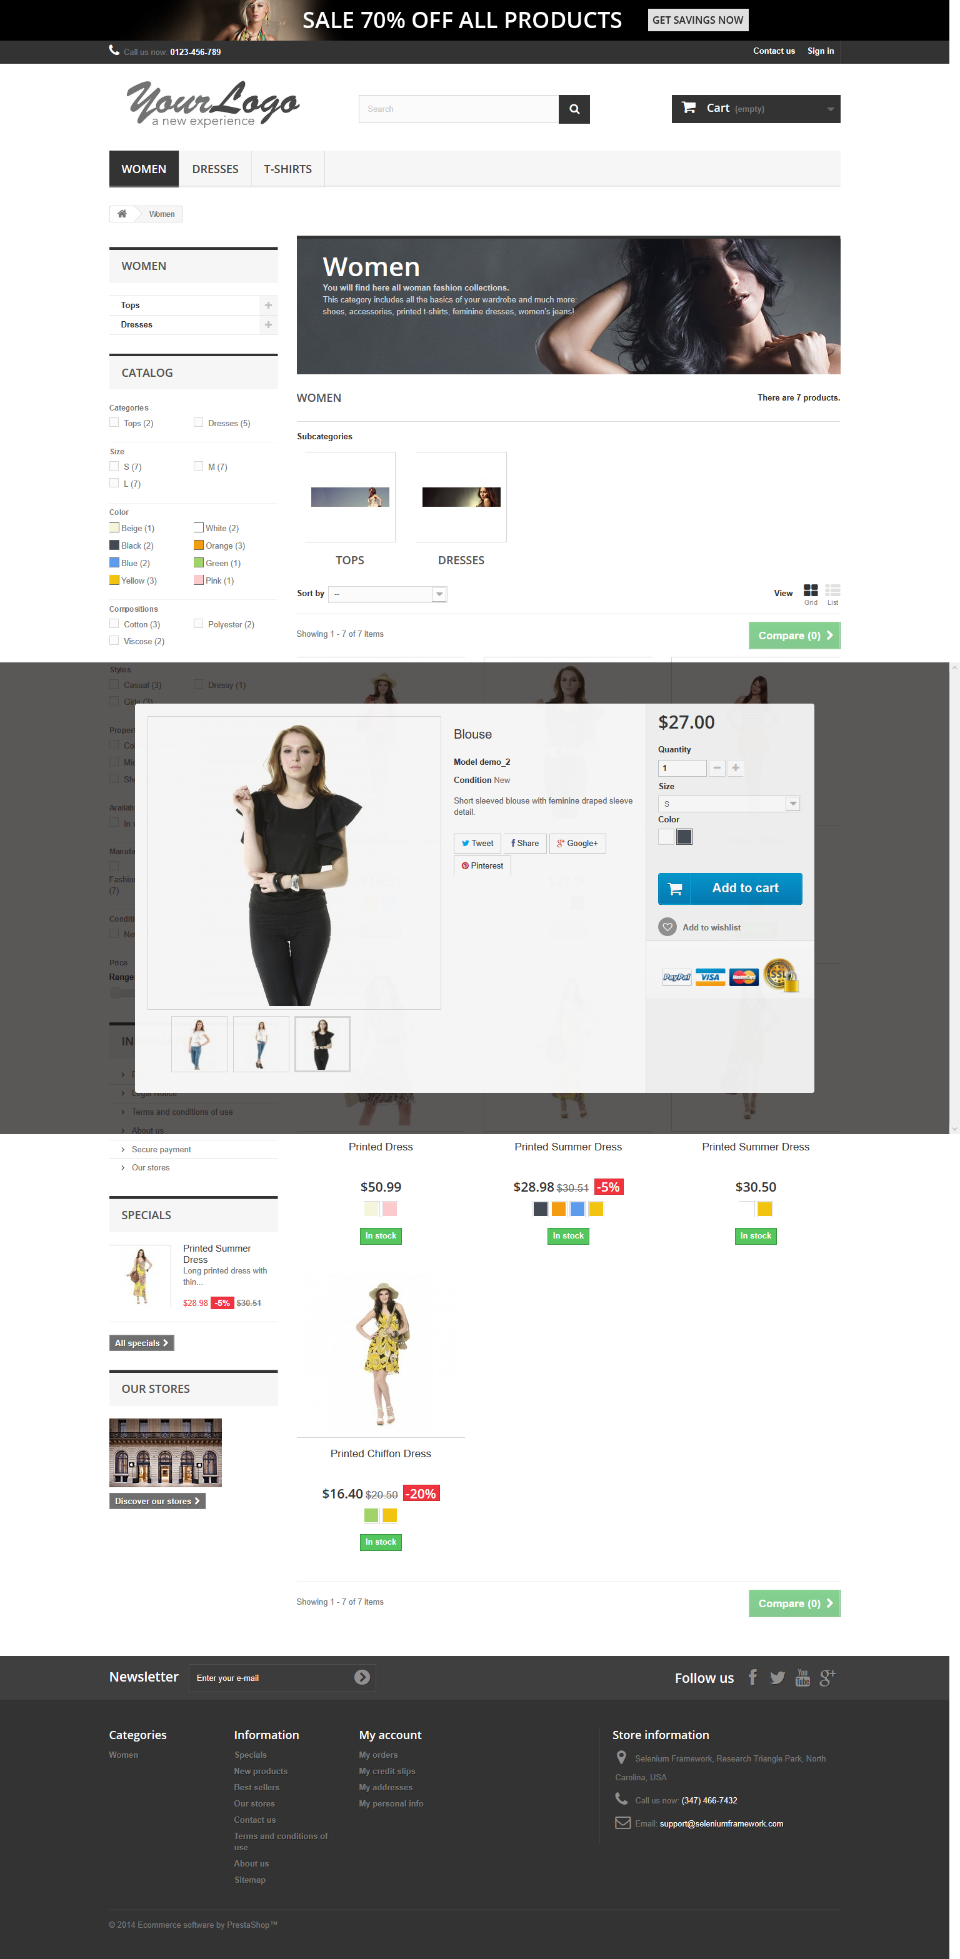 SALE 70% OFF ALL PRODUCTS GET SAVINGS NOW
Call us now: 0123-456-789
Contact us Sign in
YourLogo
a new experience
Search
Cart (empty)
WOMEN DRESSES T-SHIRTS
Women
WOMEN
Tops
Dresses
CATALOG
Categories
Tops (2) Dresses (5)
Size
S (7) M (7)
L (7)
Color
Beige (1) White (2)
Black (2) Orange (3)
Blue (2) Green (1)
Yellow (3) Pink (1)
Compositions
Cotton (3) Polyester (2)
Viscose (2)
Styles
Casual (3) Dressy (1)
Women
You will find here all woman fashion collections.
This category includes all the basics of your wardrobe and much more:
shoes, accessories, printed t-shirts, feminine dresses, women's jeans!
WOMEN
There are 7 products.
Subcategories
TOPS DRESSES
Sort by --
View Grid List
Showing 1 - 7 of 7 items
Compare (0)
Blouse
Model demo_2
Condition New
Short sleeved blouse with feminine draped sleeve
detail.
Tweet Share Google+
Pinterest
$27.00
Quantity
1
Size
S
Color
Add to cart
Add to wishlist
PayPal VISA MasterCard SSL
(7)
Price
Range
Legal Notice
Terms and conditions of use
About us
Secure payment
Our stores
Printed Dress
$50.99
In stock
Printed Summer Dress
$28.98 $30.51 -5%
In stock
Printed Summer Dress
$30.50
In stock
SPECIALS
Printed Summer
Dress
Long printed dress with
thin...
$28.98 -5% $30.51
All specials
OUR STORES
Discover our stores
Printed Chiffon Dress
$16.40 $20.50 -20%
In stock
Showing 1 - 7 of 7 items
Compare (0)
Newsletter Enter your e-mail
Follow us
Categories
Women
Information
Specials
New products
Best sellers
Our stores
Contact us
Terms and conditions of
use
About us
Sitemap
My account
My orders
My credit slips
My addresses
My personal info
Store information
Selenium Framework, Research Triangle Park, North
Carolina, USA
Call us now: (347) 466-7432
Email: support@seleniumframework.com
© 2014 Ecommerce software by PrestaShop™